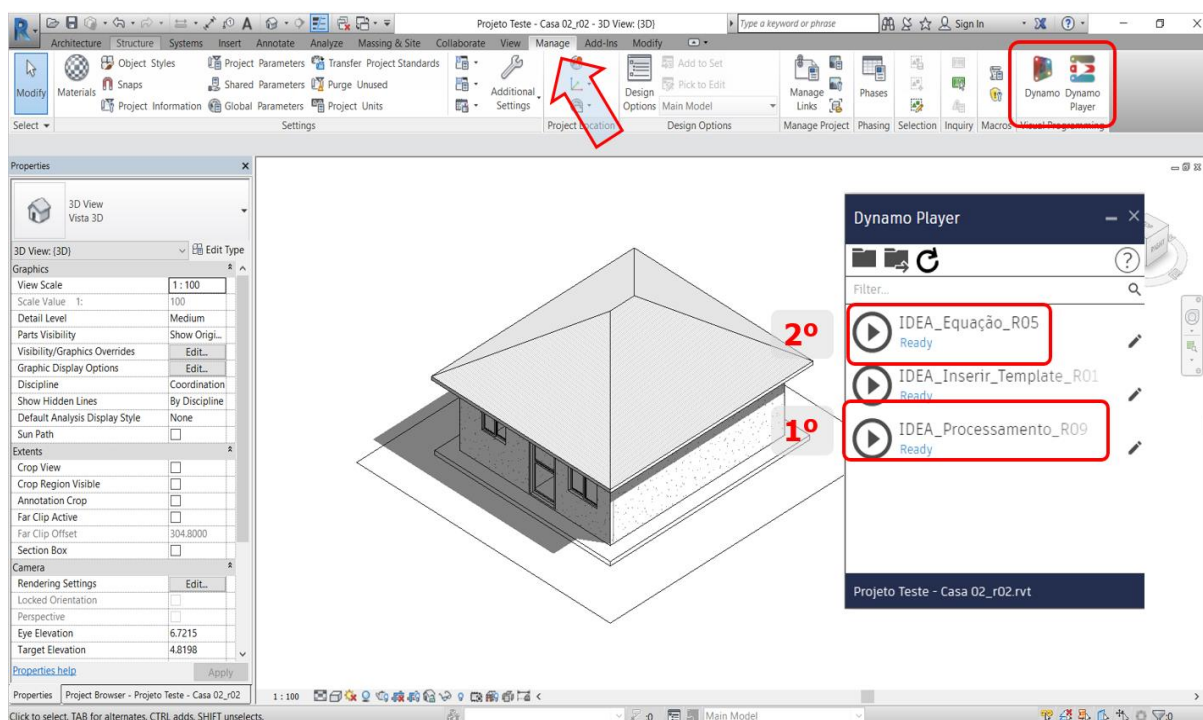 Projeto Teste - Casa 02_r02 - 3D View: {3D}
Type a keyword or phrase
Sign In
Architecture Structure Systems Insert Annotate Analyze Massing & Site Collaborate View Manage Add-Ins Modify
Modify
Materials
Object Styles
Snaps
Project Information
Project Parameters
Shared Parameters
Global Parameters
Transfer Project Standards
Purge Unused
Project Units
Additional
Settings
Design
Options
Add to Set
Pick to Edit
Main Model
Manage
Links
Phases
Dynamo
Dynamo
Player
Select
Settings
Project Location
Design Options
Manage Project
Phasing
Selection
Inquiry
Macros
Visual Programming
Properties
3D View
Vista 3D
3D View: {3D}
Edit Type
Graphics
View Scale 1 : 100
Scale Value 1: 100
Detail Level Medium
Parts Visibility Show Origi...
Visibility/Graphics Overrides Edit...
Graphic Display Options Edit...
Discipline Coordination
Show Hidden Lines By Discipline
Default Analysis Display Style None
Sun Path
Extents
Crop View
Crop Region Visible
Annotation Crop
Far Clip Active
Far Clip Offset 304.8000
Section Box
Camera
Rendering Settings Edit...
Locked Orientation
Perspective
Eye Elevation 6.7215
Target Elevation 4.8198
Properties help
Apply
Properties
Project Browser - Projeto Teste - Casa 02_r02
Dynamo Player
Filter...
2º
IDEA_Equação_R05
Ready
IDEA_Inserir_Template_R01
Ready
1º
IDEA_Processamento_R09
Ready
Projeto Teste - Casa 02_r02.rvt
1 : 100
Click to select, TAB for alternates, CTRL adds, SHIFT unselects.
:0
Main Model
:0